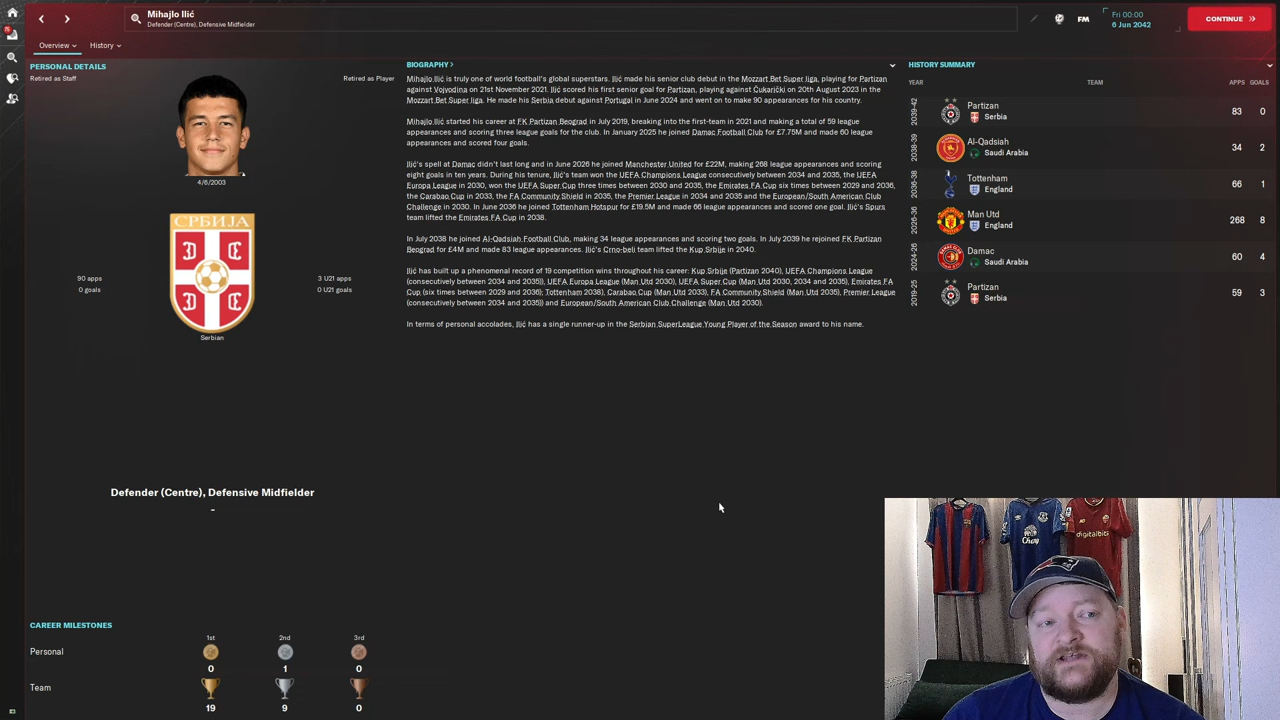 Mihajlo Ilić
Defender (Centre), Defensive Midfielder
FM
Fri 00:00
6 Jun 2042
CONTINUE
Overview
History
PERSONAL DETAILS
Retired as Staff
Retired as Player
4/6/2003
СРБИЈА
90 apps
0 goals
3 U21 apps
0 U21 goals
Serbian
Defender (Centre), Defensive Midfielder
-
CAREER MILESTONES
1st 2nd 3rd
Personal
0 1 0
Team
19 9 0
BIOGRAPHY
Mihajlo Ilić is truly one of world football's global superstars. Ilić made his senior club debut in the Mozzart Bet Super liga, playing for Partizan
against Vojvodina on 21st November 2021. Ilić scored his first senior goal for Partizan, playing against Čukarički on 20th August 2023 in the
Mozzart Bet Super liga. He made his Serbia debut against Portugal in June 2024 and went on to make 90 appearances for his country.
Mihajlo Ilić started his career at FK Partizan Beograd in July 2019, breaking into the first-team in 2021 and making a total of 59 league
appearances and scoring three league goals for the club. In January 2025 he joined Damac Football Club for £7.75M and made 60 league
appearances and scored four goals.
Ilić's spell at Damac didn't last long and in June 2026 he joined Manchester United for £22M, making 268 league appearances and scoring
eight goals in ten years. During his tenure, Ilić's team won the UEFA Champions League consecutively between 2034 and 2035, the UEFA
Europa League in 2030, won the UEFA Super Cup three times between 2030 and 2035, the Emirates FA Cup six times between 2029 and 2036,
the Carabao Cup in 2033, the FA Community Shield in 2035, the Premier League in 2034 and 2035 and the European/South American Club
Challenge in 2030. In June 2036 he joined Tottenham Hotspur for £19.5M and made 66 league appearances and scored one goal. Ilić's Spurs
team lifted the Emirates FA Cup in 2038.
In July 2038 he joined Al-Qadsiah Football Club, making 34 league appearances and scoring two goals. In July 2039 he rejoined FK Partizan
Beograd for £4M and made 83 league appearances. Ilić's Crno-beli team lifted the Kup Srbije in 2040.
Ilić has built up a phenomenal record of 19 competition wins throughout his career: Kup Srbije (Partizan 2040), UEFA Champions League
(consecutively between 2034 and 2035)), UEFA Europa League (Man Utd 2030), UEFA Super Cup (Man Utd 2030, 2034 and 2035), Emirates FA
Cup (six times between 2029 and 2036; Tottenham 2038), Carabao Cup (Man Utd 2033), FA Community Shield (Man Utd 2035), Premier League
(consecutively between 2034 and 2035)) and European/South American Club Challenge (Man Utd 2030).
In terms of personal accolades, Ilić has a single runner-up in the Serbian SuperLeague Young Player of the Season award to his name.
HISTORY SUMMARY
YEAR TEAM APPS GOALS
2039-42 Partizan Serbia 83 0
2038-39 Al-Qadsiah Saudi Arabia 34 2
2036-38 Tottenham England 66 1
2026-36 Man Utd England 268 8
2024-26 Damac Saudi Arabia 60 4
2019-25 Partizan Serbia 59 3
digitalbits